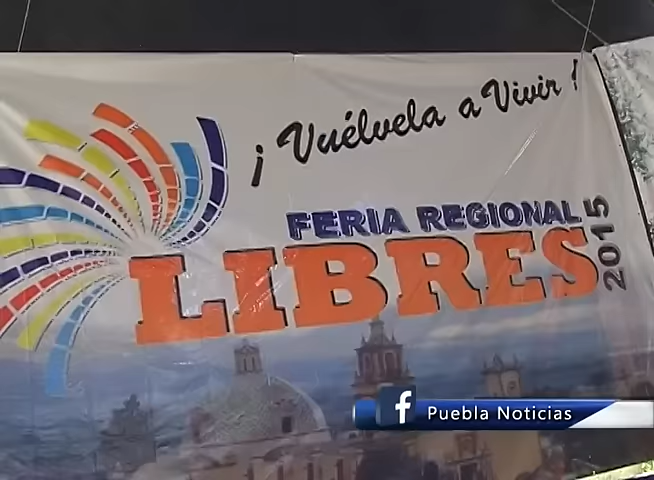 ¡ Vuélvela a Vivir !
FERIA REGIONAL
LIBRES
2015
f Puebla Noticias